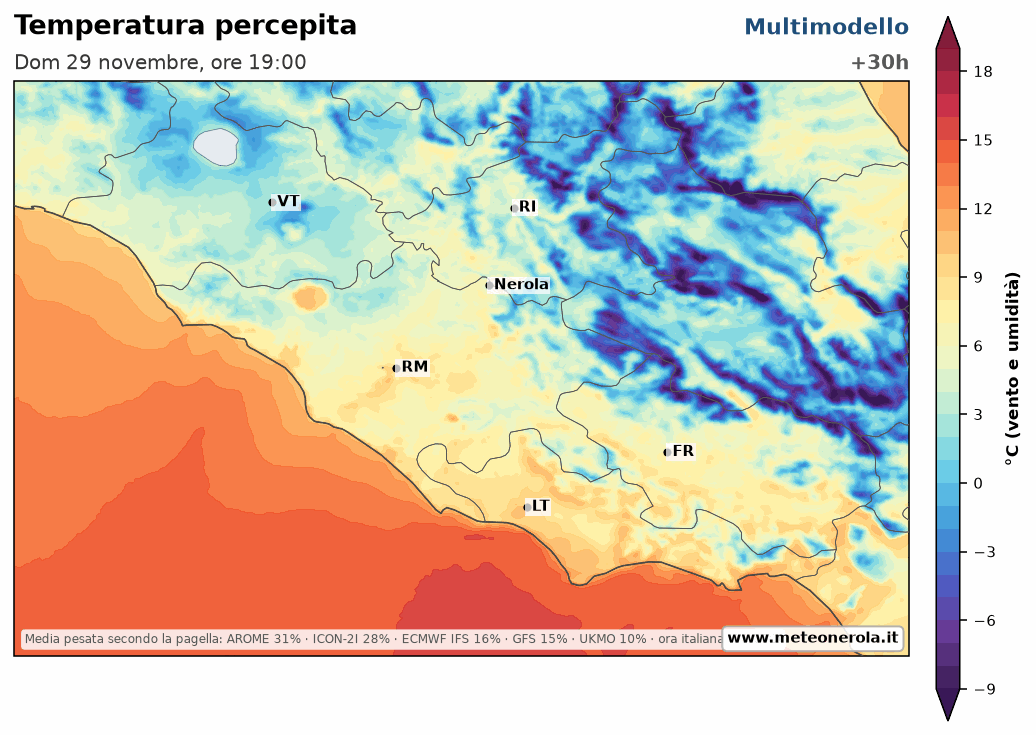 Temperatura percepita
Multimodello
Dom 29 novembre, ore 19:00
+30h
VT
RI
Nerola
RM
FR
LT
Media pesata secondo la pagella: AROME 31% · ICON-2I 28% · ECMWF IFS 16% · GFS 15% · UKMO 10% · ora italiana
www.meteonerola.it
18
15
12
9
6
3
0
−3
−6
−9
°C (vento e umidità)